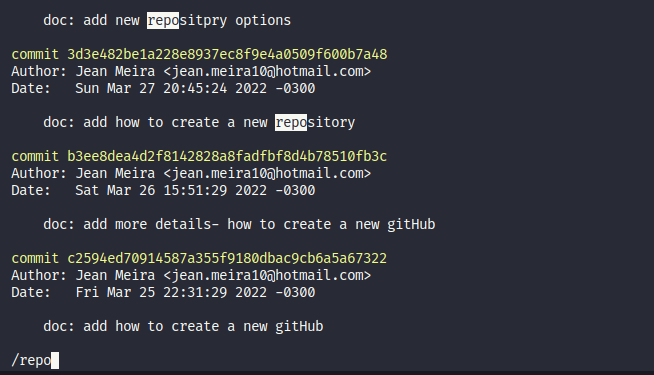 doc: add new repositpry options
commit 3d3e482be1a228e8937ec8f9e4a0509f600b7a48
Author: Jean Meira <jean.meira10@hotmail.com>
Date:   Sun Mar 27 20:45:24 2022 -0300
doc: add how to create a new repository
commit b3ee8dea4d2f8142828a8fadfbf8d4b78510fb3c
Author: Jean Meira <jean.meira10@hotmail.com>
Date:   Sat Mar 26 15:51:29 2022 -0300
doc: add more details- how to create a new gitHub
commit c2594ed70914587a355f9180dbac9cb6a5a67322
Author: Jean Meira <jean.meira10@hotmail.com>
Date:   Fri Mar 25 22:31:29 2022 -0300
doc: add how to create a new gitHub
/repo